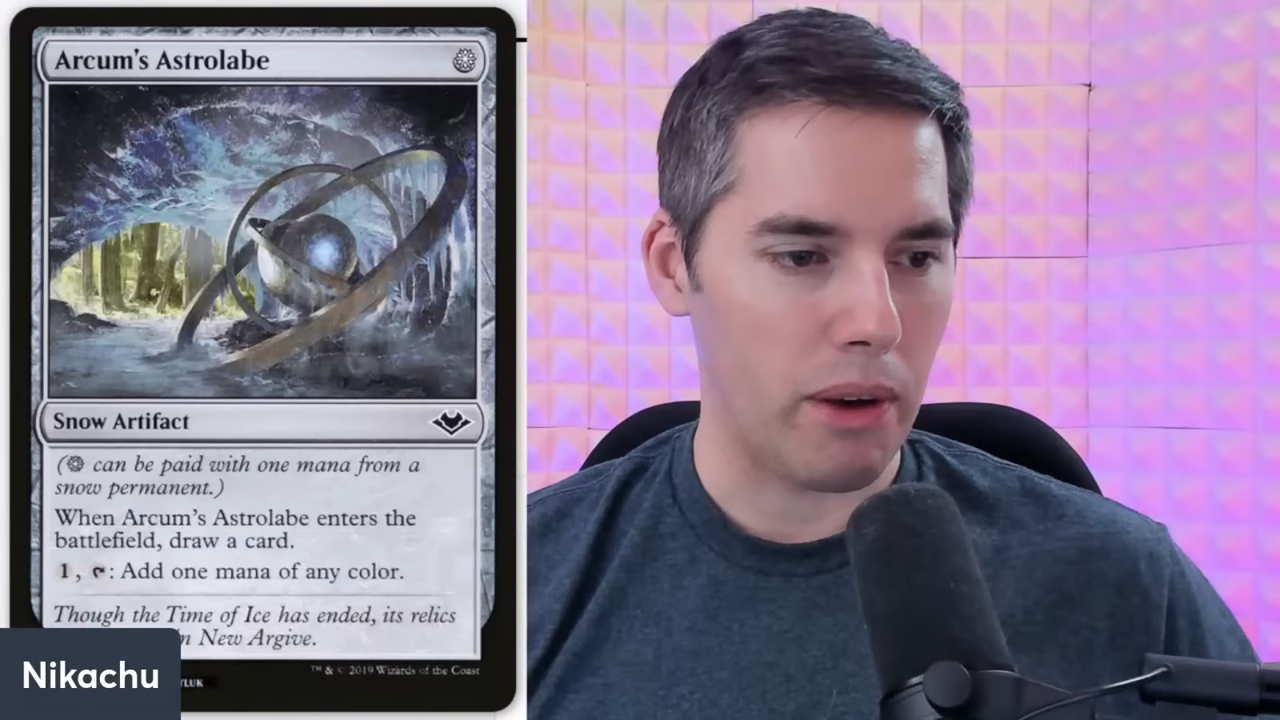 Arcum's Astrolabe
Snow Artifact
( can be paid with one mana from a
snow permanent.)
When Arcum's Astrolabe enters the
battlefield, draw a card.
1, : Add one mana of any color.
Though the Time of Ice has ended, its relics
in New Argive.
™ & © 2019 Wizards of the Coast
Nikachu